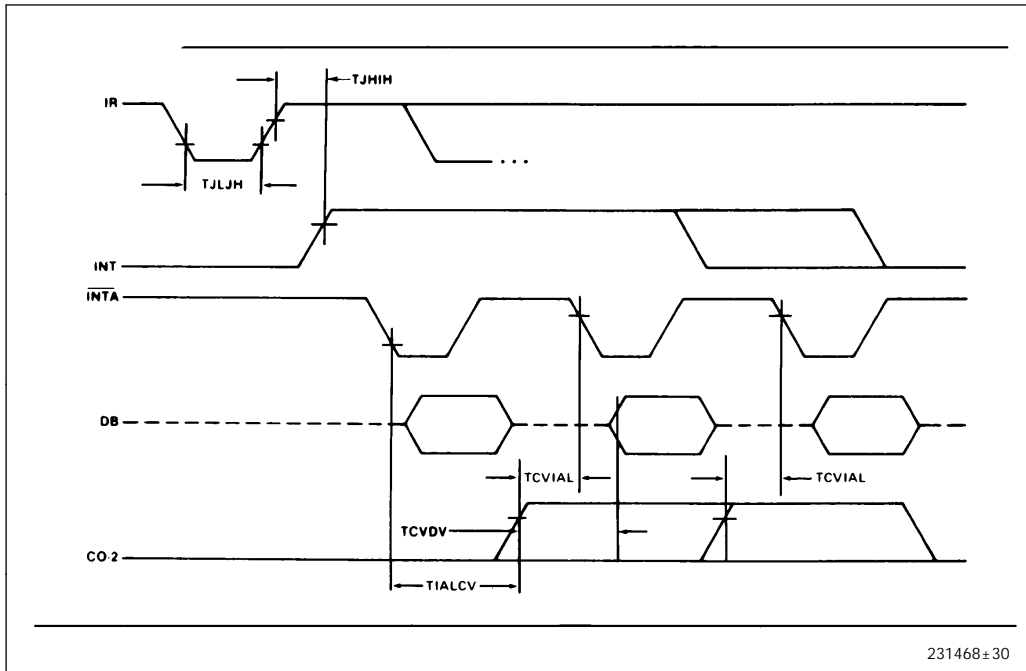 TJHIH
IR
TJLJH
...
INT
INTA
DB
TCVIAL
TCVIAL
TCVDV
CO·2
TIALCV
231468±30